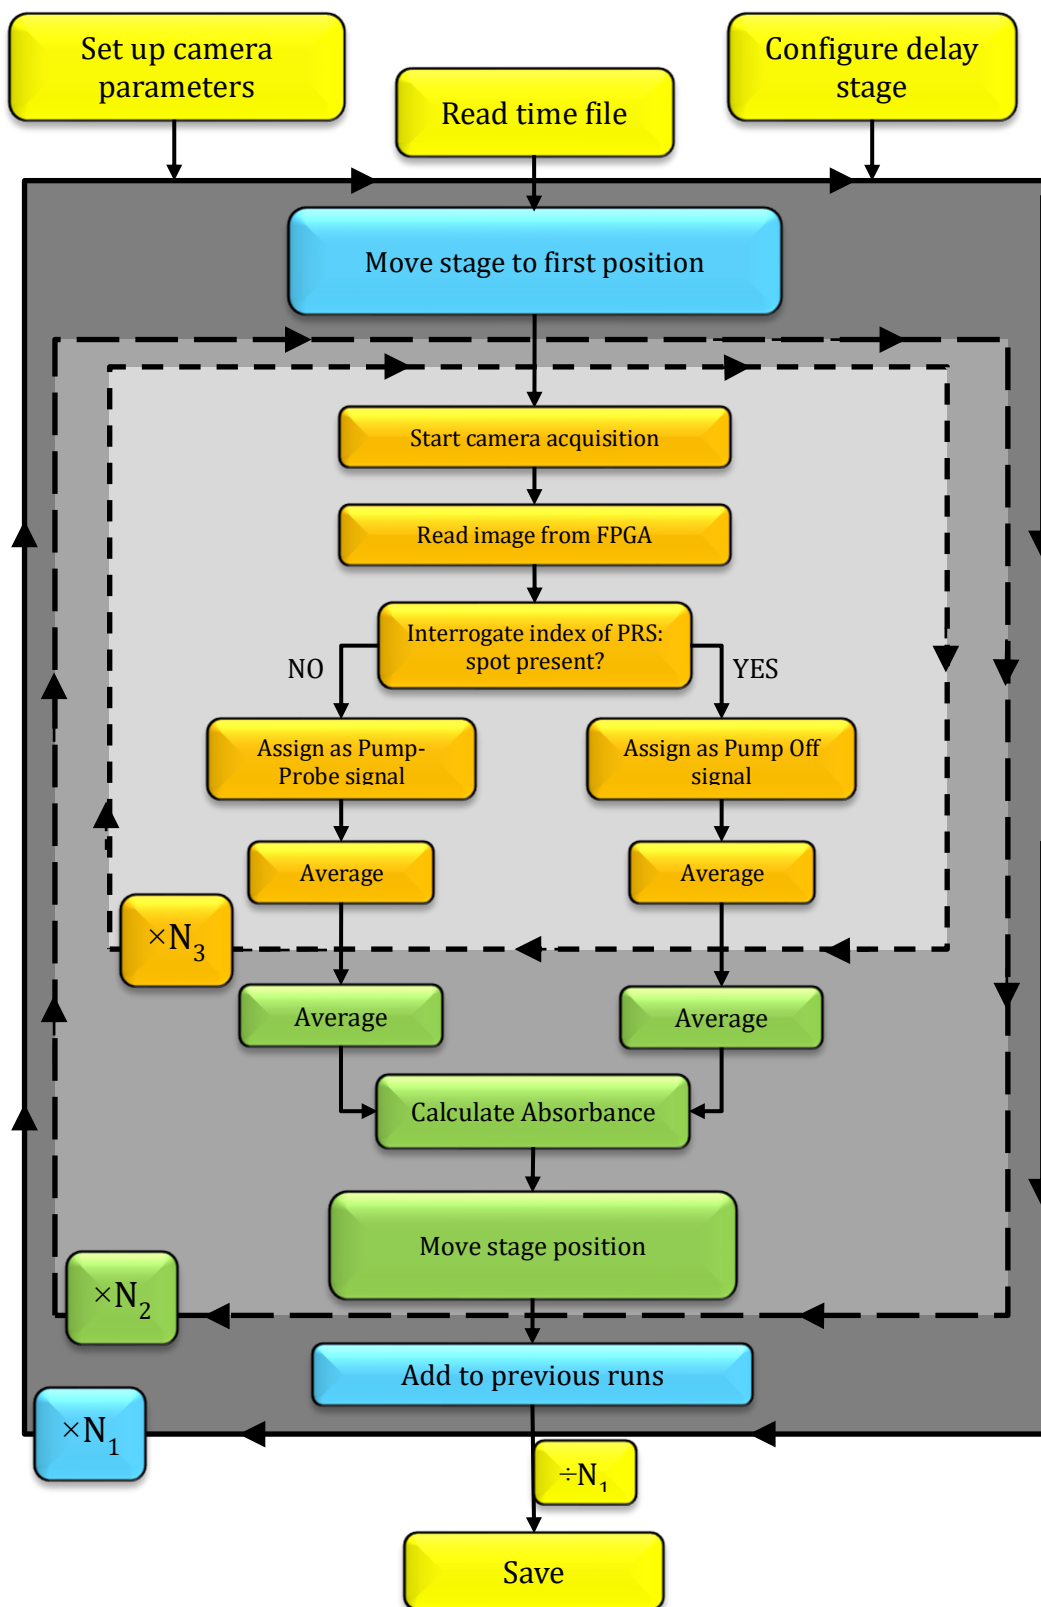 Set up camera
parameters
Read time file
Configure delay
stage
Move stage to first position
Start camera acquisition
Read image from FPGA
Interrogate index of PRS:
spot present?
NO
YES
Assign as Pump-
Probe signal
Assign as Pump Off
signal
Average
Average
×N₃
Average
Average
Calculate Absorbance
Move stage position
×N₂
Add to previous runs
×N₁
÷N₁
Save